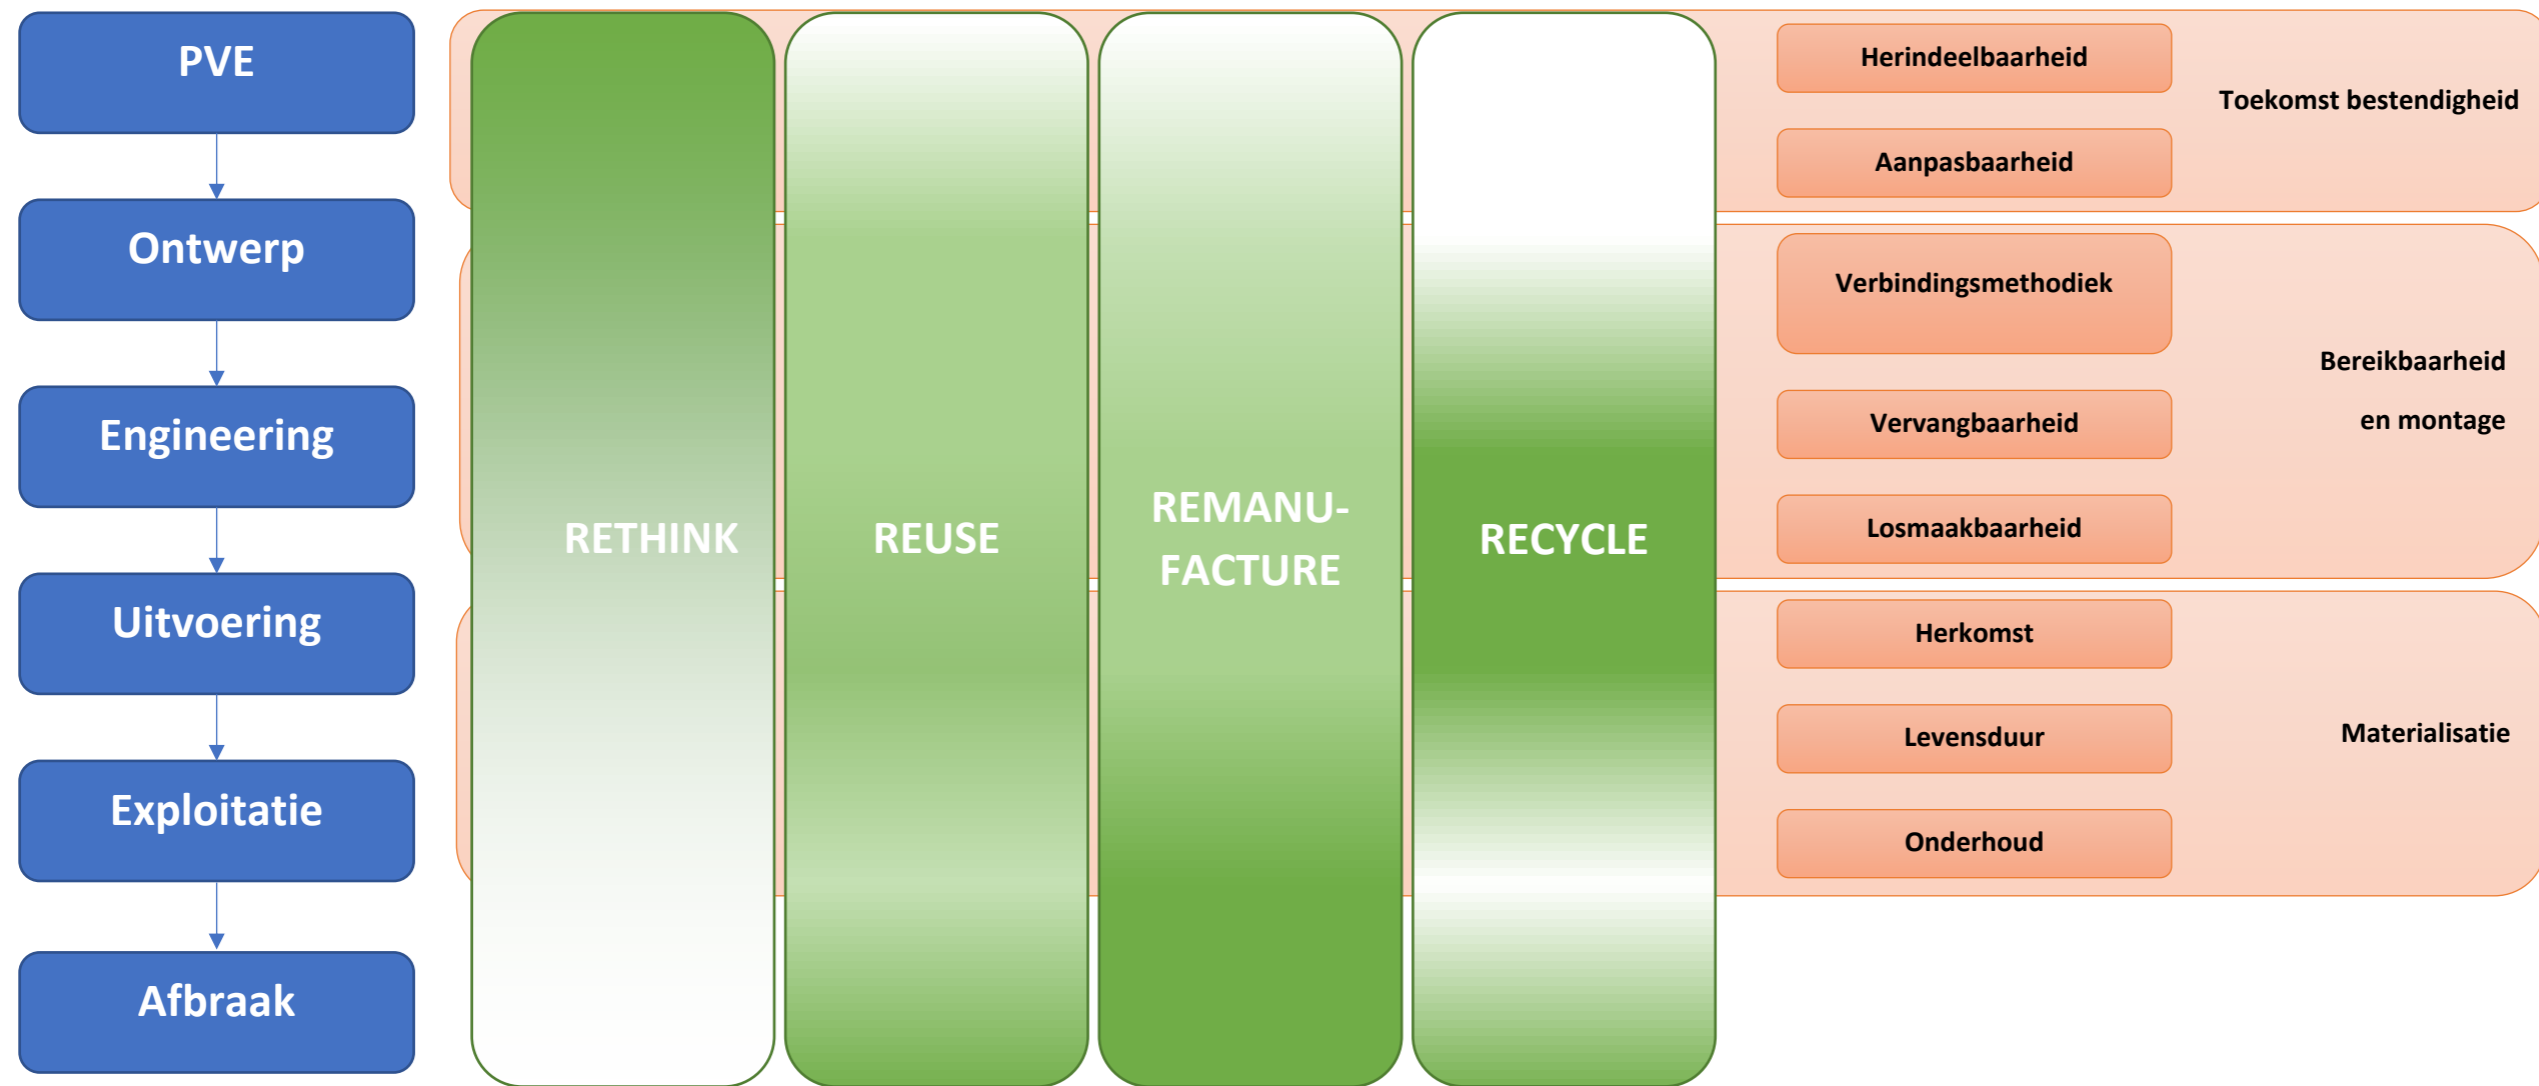 PVE
Ontwerp
Engineering
Uitvoering
Exploitatie
Afbraak
RETHINK
REUSE
REMANU-
FACTURE
RECYCLE
Herindeelbaarheid
Aanpasbaarheid
Toekomst bestendigheid
Verbindingsmethodiek
Vervangbaarheid
Losmaakbaarheid
Bereikbaarheid
en montage
Herkomst
Levensduur
Onderhoud
Materialisatie